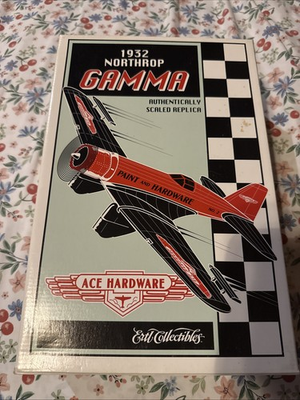 1932
NORTHROP
GAMMA
AUTHENTICALLY
SCALED REPLICA
PAINT AND HARDWARE
ACE HARDWARE
Ertl Collectibles